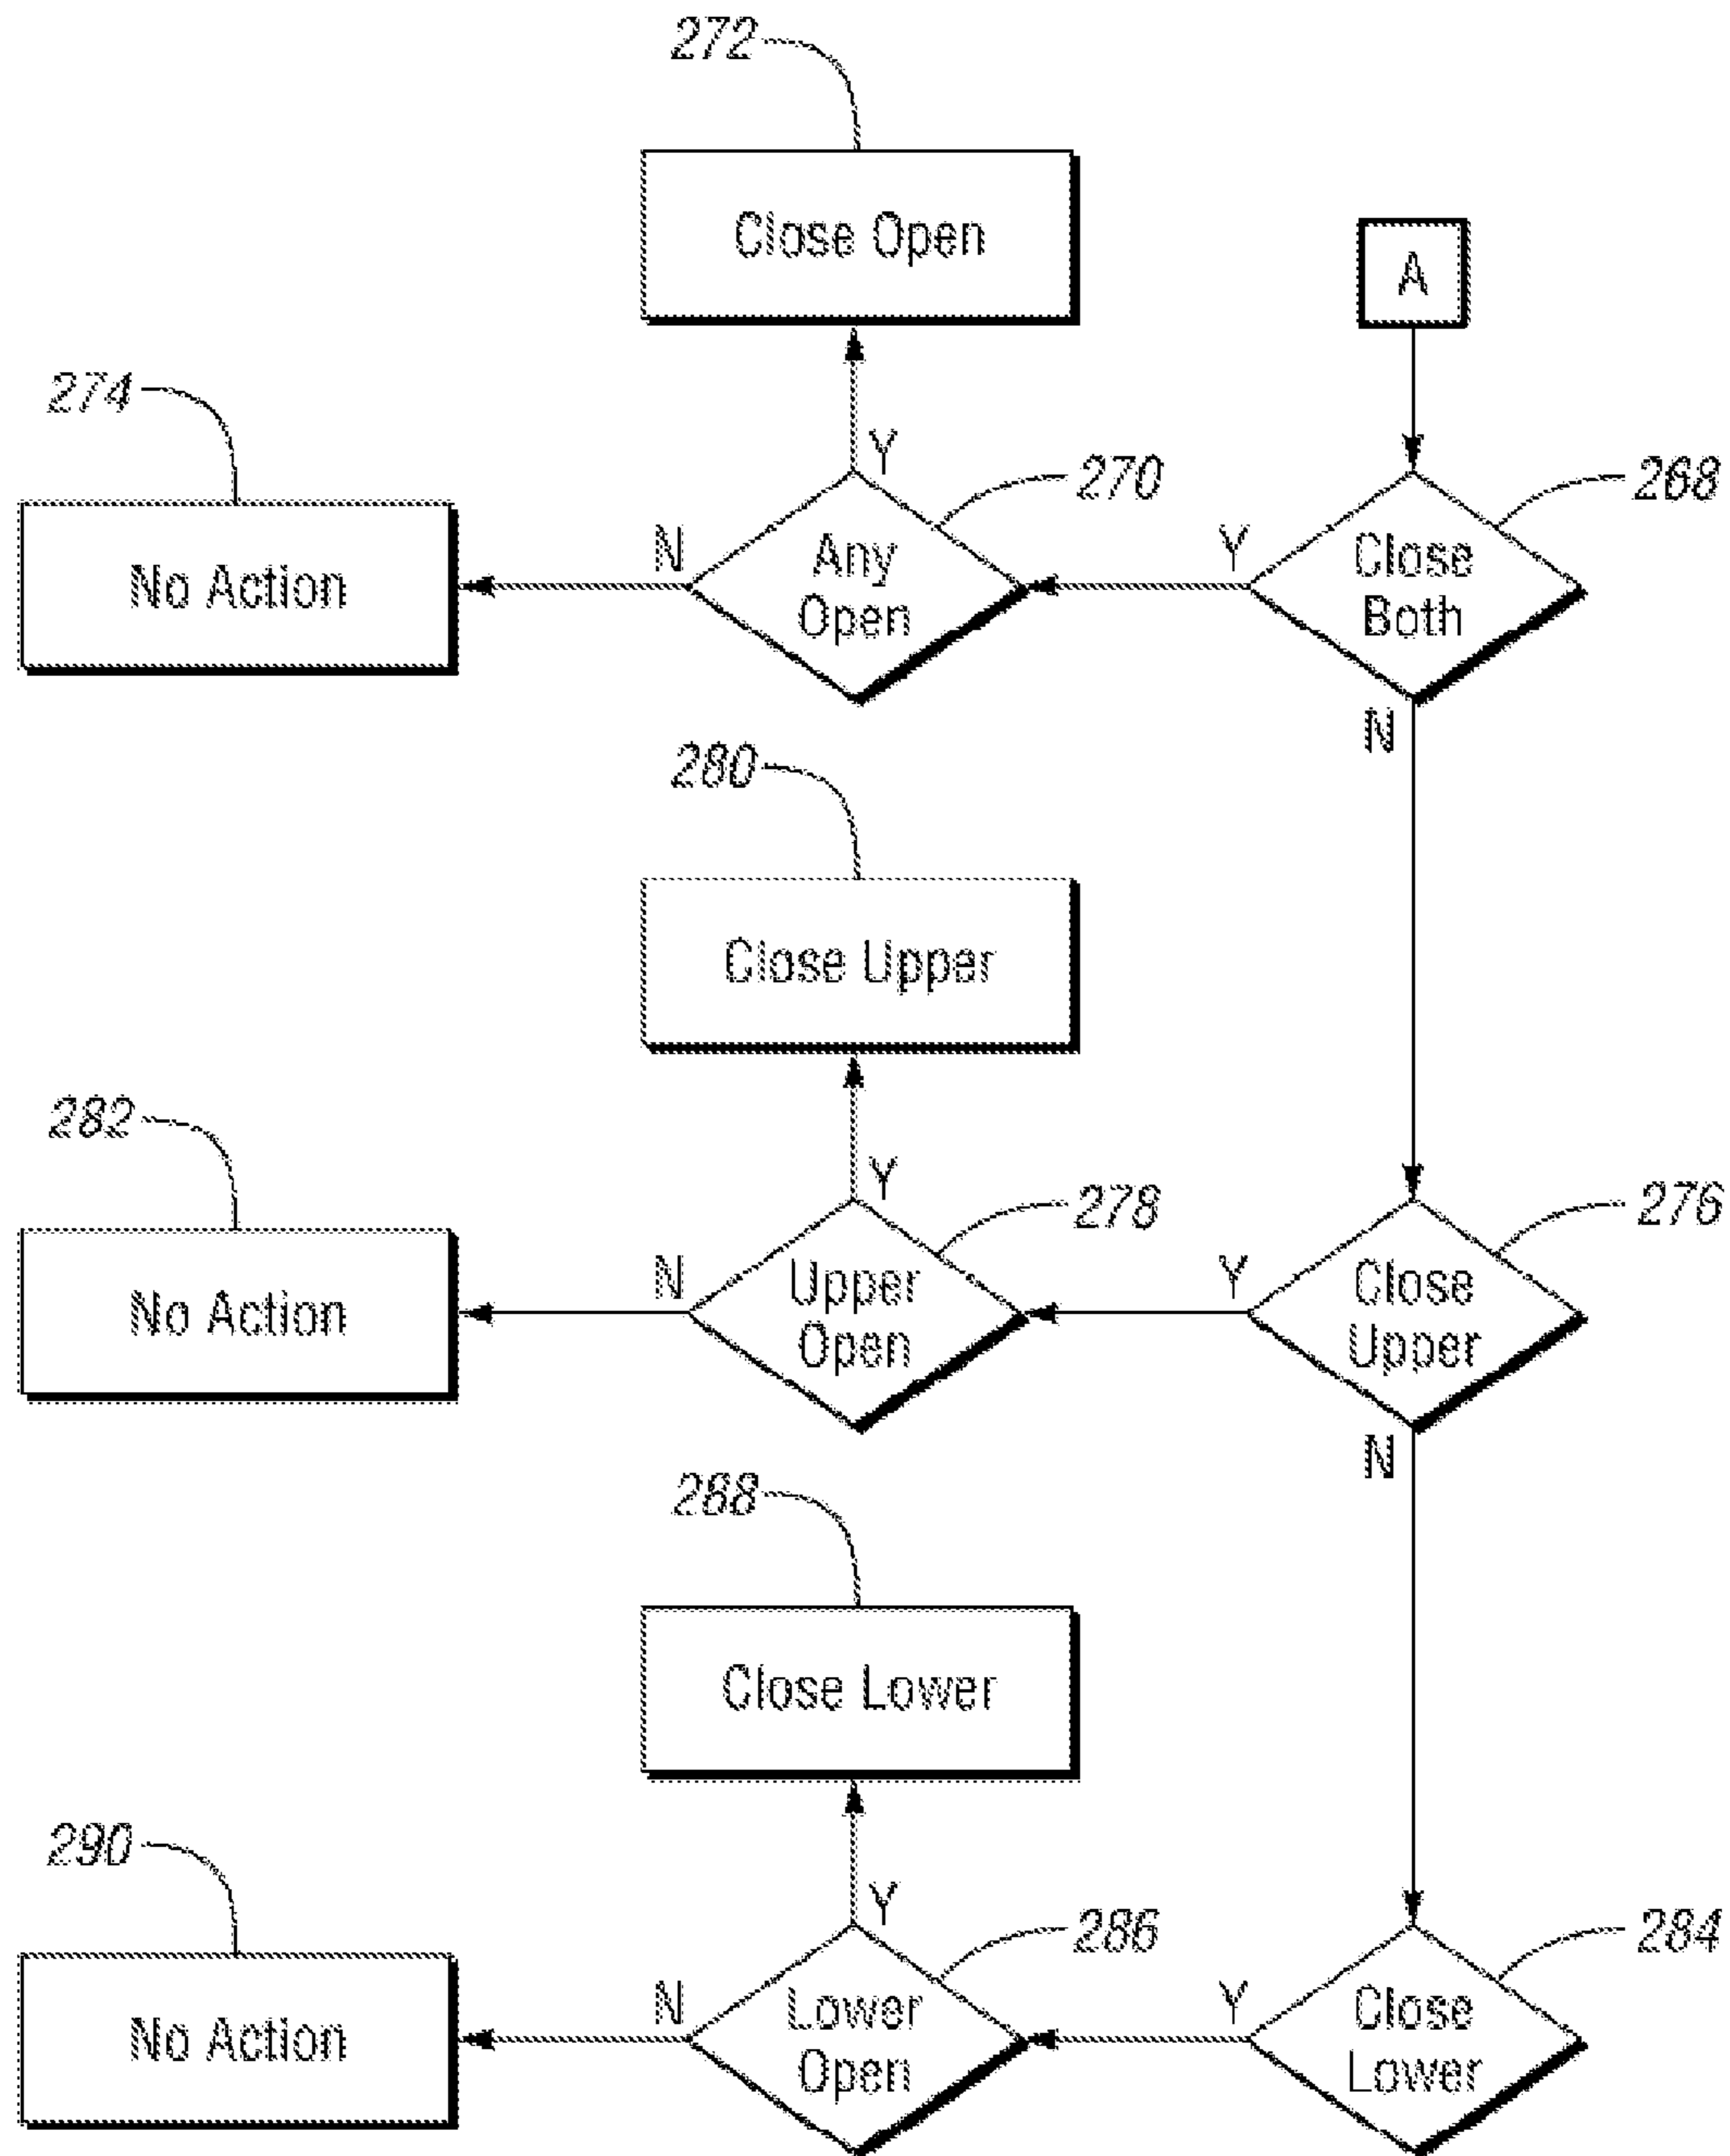 272
Close Open
A
274
Y
270
268
No Action
N
Any
Open
Y
Close
Both
N
280
Close Upper
282
Y
278
276
No Action
N
Upper
Open
Y
Close
Upper
N
288
Close Lower
290
Y
286
284
No Action
N
Lower
Open
Y
Close
Lower